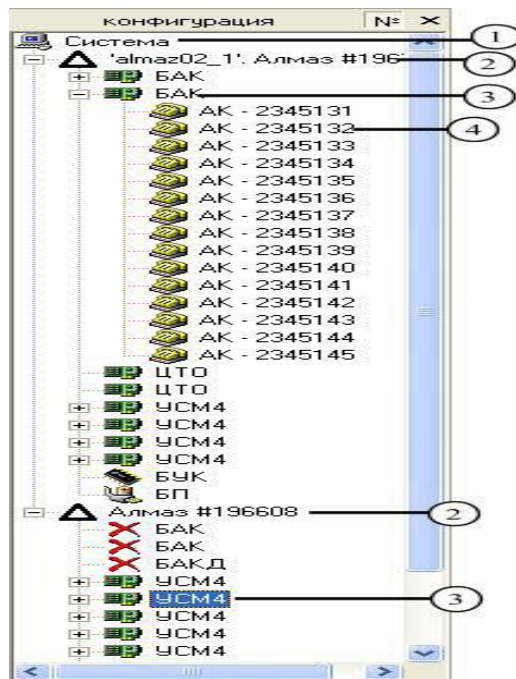 конфигурация № ×
Система 1
'almaz02_1'. Алмаз #196 2
БАК
БАК 3
АК - 2345131
АК - 2345132 4
АК - 2345133
АК - 2345134
АК - 2345135
АК - 2345136
АК - 2345137
АК - 2345138
АК - 2345139
АК - 2345140
АК - 2345141
АК - 2345142
АК - 2345143
АК - 2345144
АК - 2345145
ЦТО
ЦТО
УСМ4
УСМ4
УСМ4
УСМ4
БУК
БП
Алмаз #196608 2
БАК
БАК
БАКД
УСМ4
УСМ4 3
УСМ4
УСМ4
УСМ4